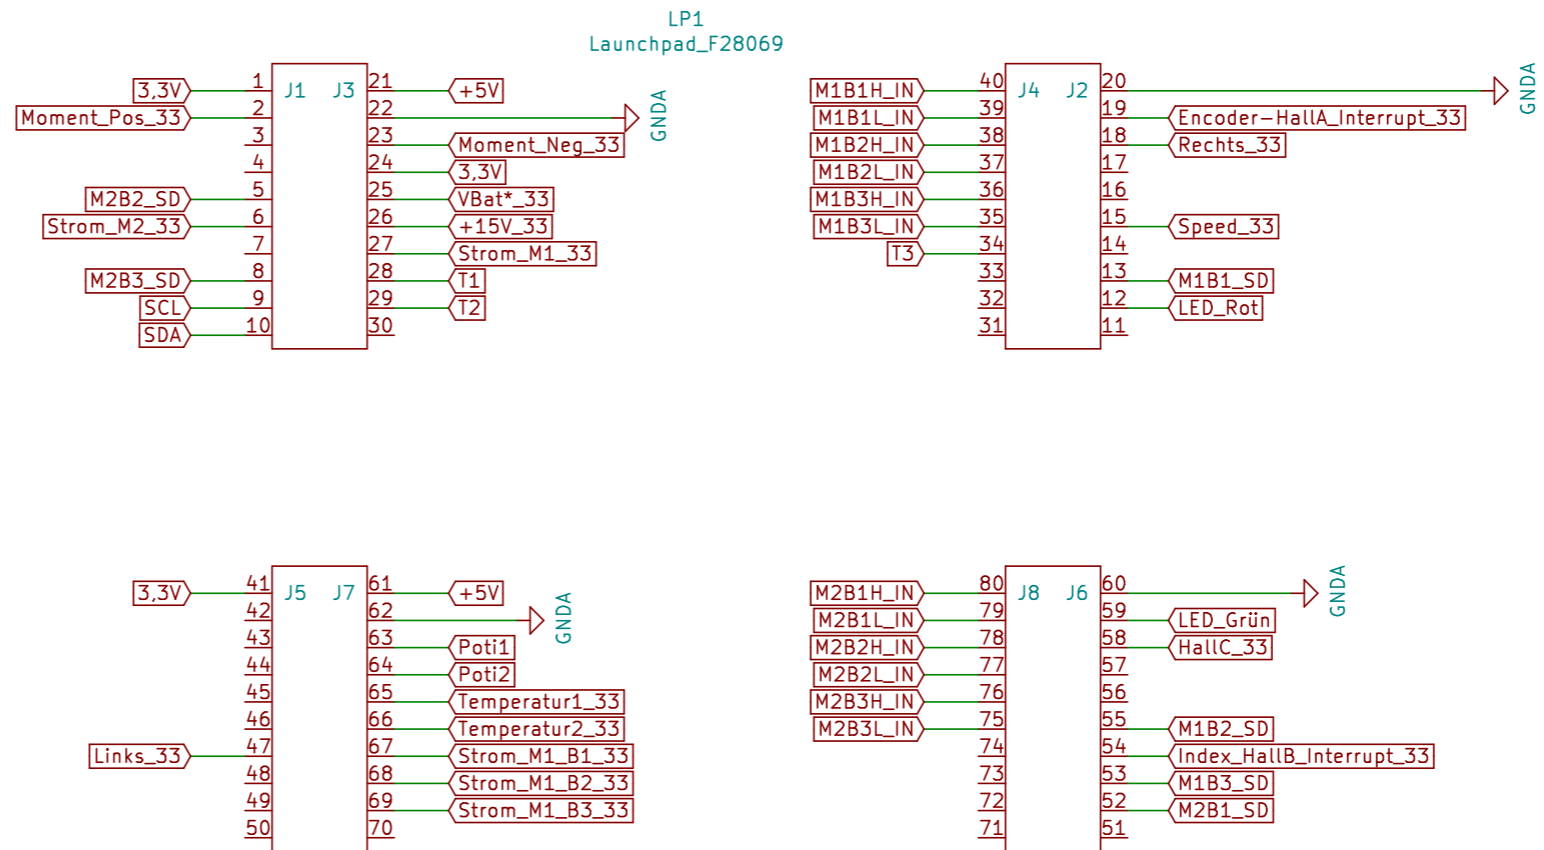 LP1
Launchpad_F28069
3,3V 1 J1 J3 21 +5V
Moment_Pos_33 2 22 GNDA
3 23 Moment_Neg_33
4 24 3,3V
M2B2_SD 5 25 VBat*_33
Strom_M2_33 6 26 +15V_33
7 27 Strom_M1_33
M2B3_SD 8 28 T1
SCL 9 29 T2
SDA 10 30
M1B1H_IN 40 J4 J2 20 GNDA
M1B1L_IN 39 19 Encoder-HallA_Interrupt_33
M1B2H_IN 38 18 Rechts_33
M1B2L_IN 37 17
M1B3H_IN 36 16
M1B3L_IN 35 15 Speed_33
T3 34 14
33 13 M1B1_SD
32 12 LED_Rot
31 11
3,3V 41 J5 J7 61 +5V
42 62 GNDA
43 63 Poti1
44 64 Poti2
45 65 Temperatur1_33
46 66 Temperatur2_33
Links_33 47 67 Strom_M1_B1_33
48 68 Strom_M1_B2_33
49 69 Strom_M1_B3_33
50 70
M2B1H_IN 80 J8 J6 60 GNDA
M2B1L_IN 79 59 LED_Grün
M2B2H_IN 78 58 HallC_33
M2B2L_IN 77 57
M2B3H_IN 76 56
M2B3L_IN 75 55 M1B2_SD
74 54 Index_HallB_Interrupt_33
73 53 M1B3_SD
72 52 M2B1_SD
71 51